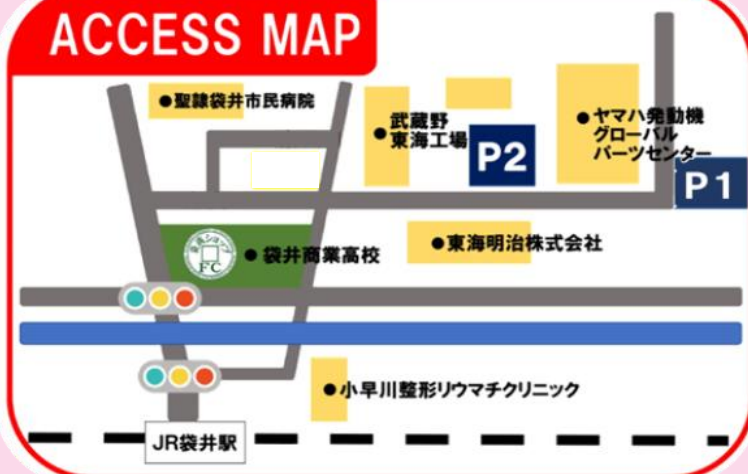 ACCESS MAP
●聖隷袋井市民病院
●武蔵野
東海工場
P2
●ヤマハ発動機
グローバル
パーツセンター
P1
FC
●袋井商業高校
●東海明治株式会社
●小早川整形リウマチクリニック
JR袋井駅